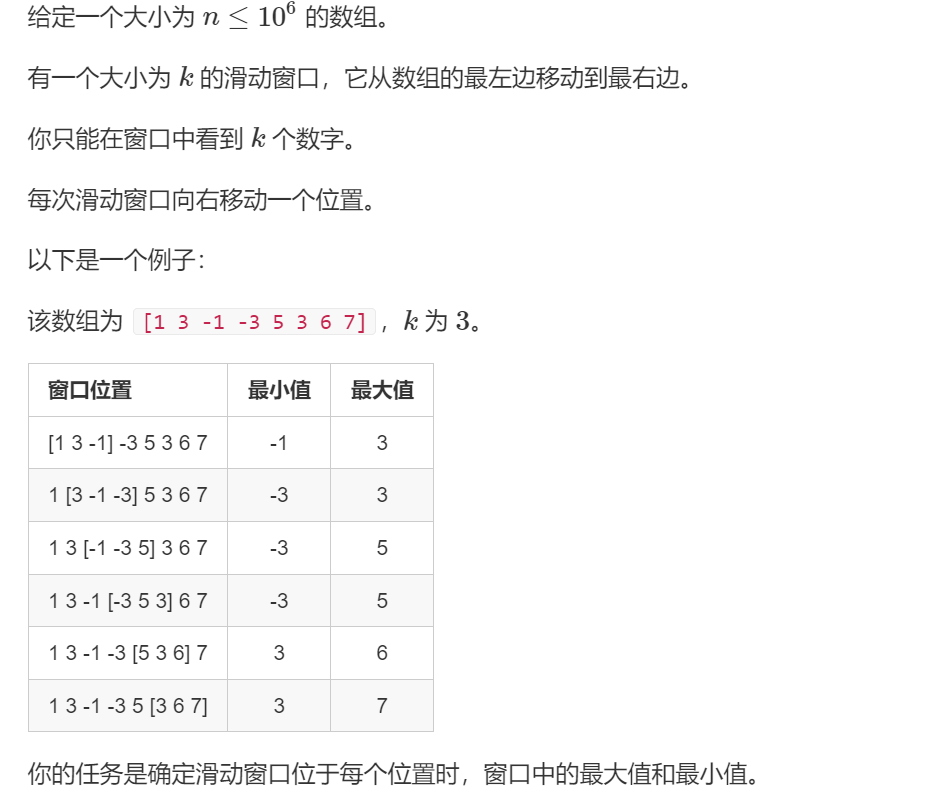 给定一个大小为 n ≤ 10⁶ 的数组。
有一个大小为 k 的滑动窗口，它从数组的最左边移动到最右边。
你只能在窗口中看到 k 个数字。
每次滑动窗口向右移动一个位置。
以下是一个例子：
该数组为 [1 3 -1 -3 5 3 6 7]，k 为 3。
窗口位置 最小值 最大值
[1 3 -1] -3 5 3 6 7 -1 3
1 [3 -1 -3] 5 3 6 7 -3 3
1 3 [-1 -3 5] 3 6 7 -3 5
1 3 -1 [-3 5 3] 6 7 -3 5
1 3 -1 -3 [5 3 6] 7 3 6
1 3 -1 -3 5 [3 6 7] 3 7
你的任务是确定滑动窗口位于每个位置时，窗口中的最大值和最小值。